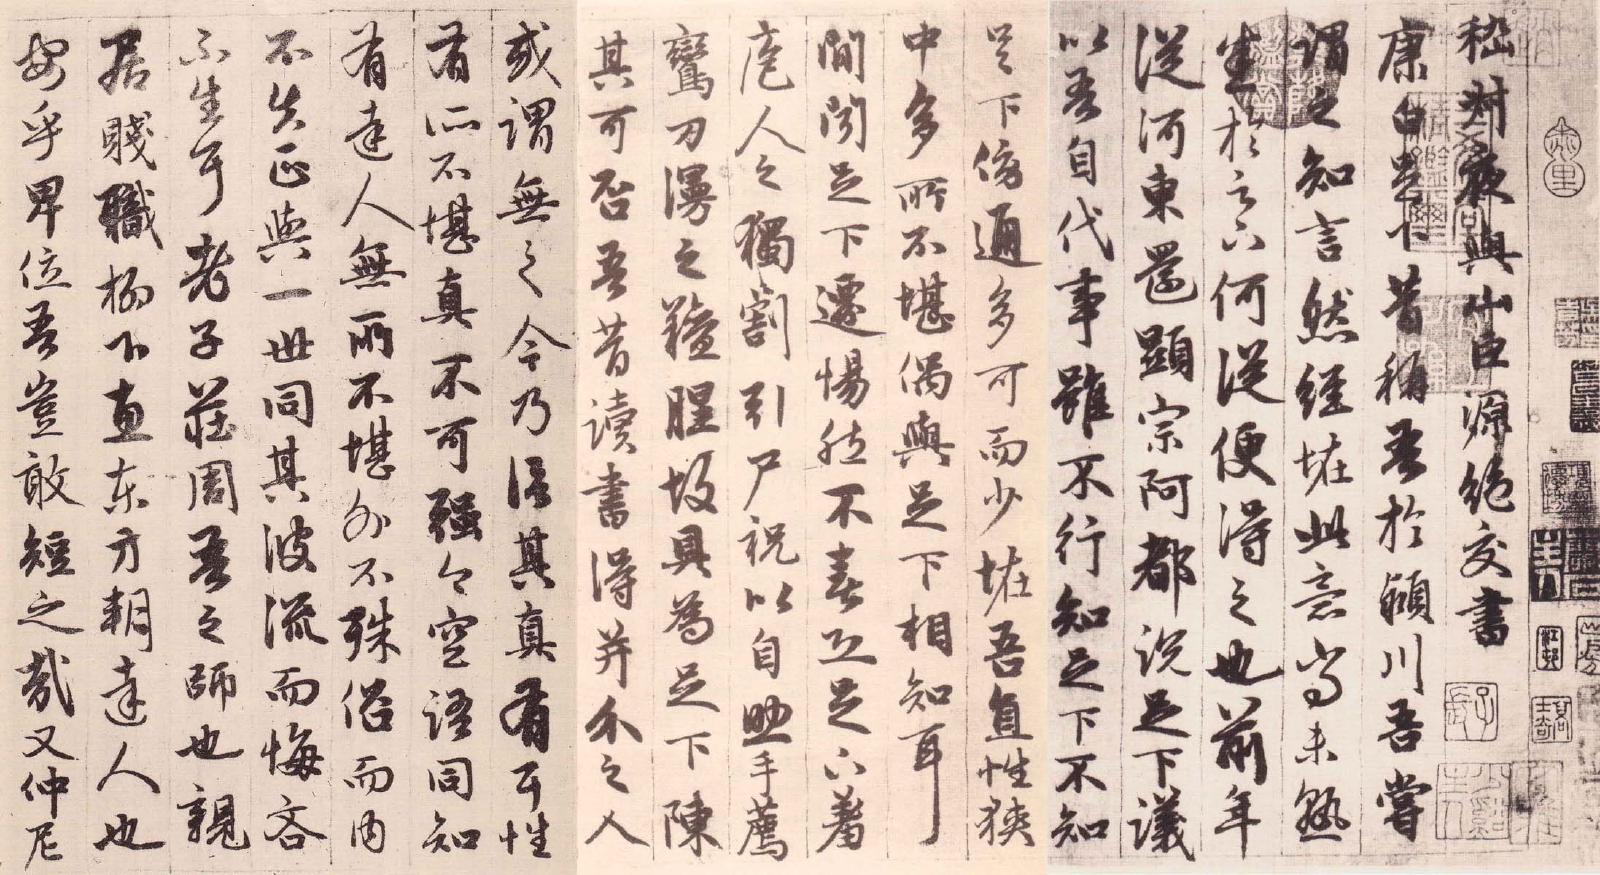 嵇叔夜與山巨源絕交書
康白足下昔稱吾於潁川吾嘗
謂之知言然經怪此意尚未熟
悉於足下何從便得之也前年
從河東還顯宗阿都說足下議
以吾自代事雖不行知足下不知
足下傍通多可而少怪吾直性狹
中多所不堪偶與足下相知耳
間聞足下遷惕然不喜恐足下羞
庖人之獨割引尸祝以自助手薦
鸞刀漫之羶腥故具為足下陳
其可否吾昔讀書得并介之人
或謂無之今乃信其真有耳性
有所不堪真不可强今空語同知
有達人無所不堪外不殊俗而內
不失正與一世同其波流而悔吝
不生耳老子莊周吾之師也親
居賤職柳下惠東方朔達人也
安乎卑位吾豈敢短之哉又仲尼